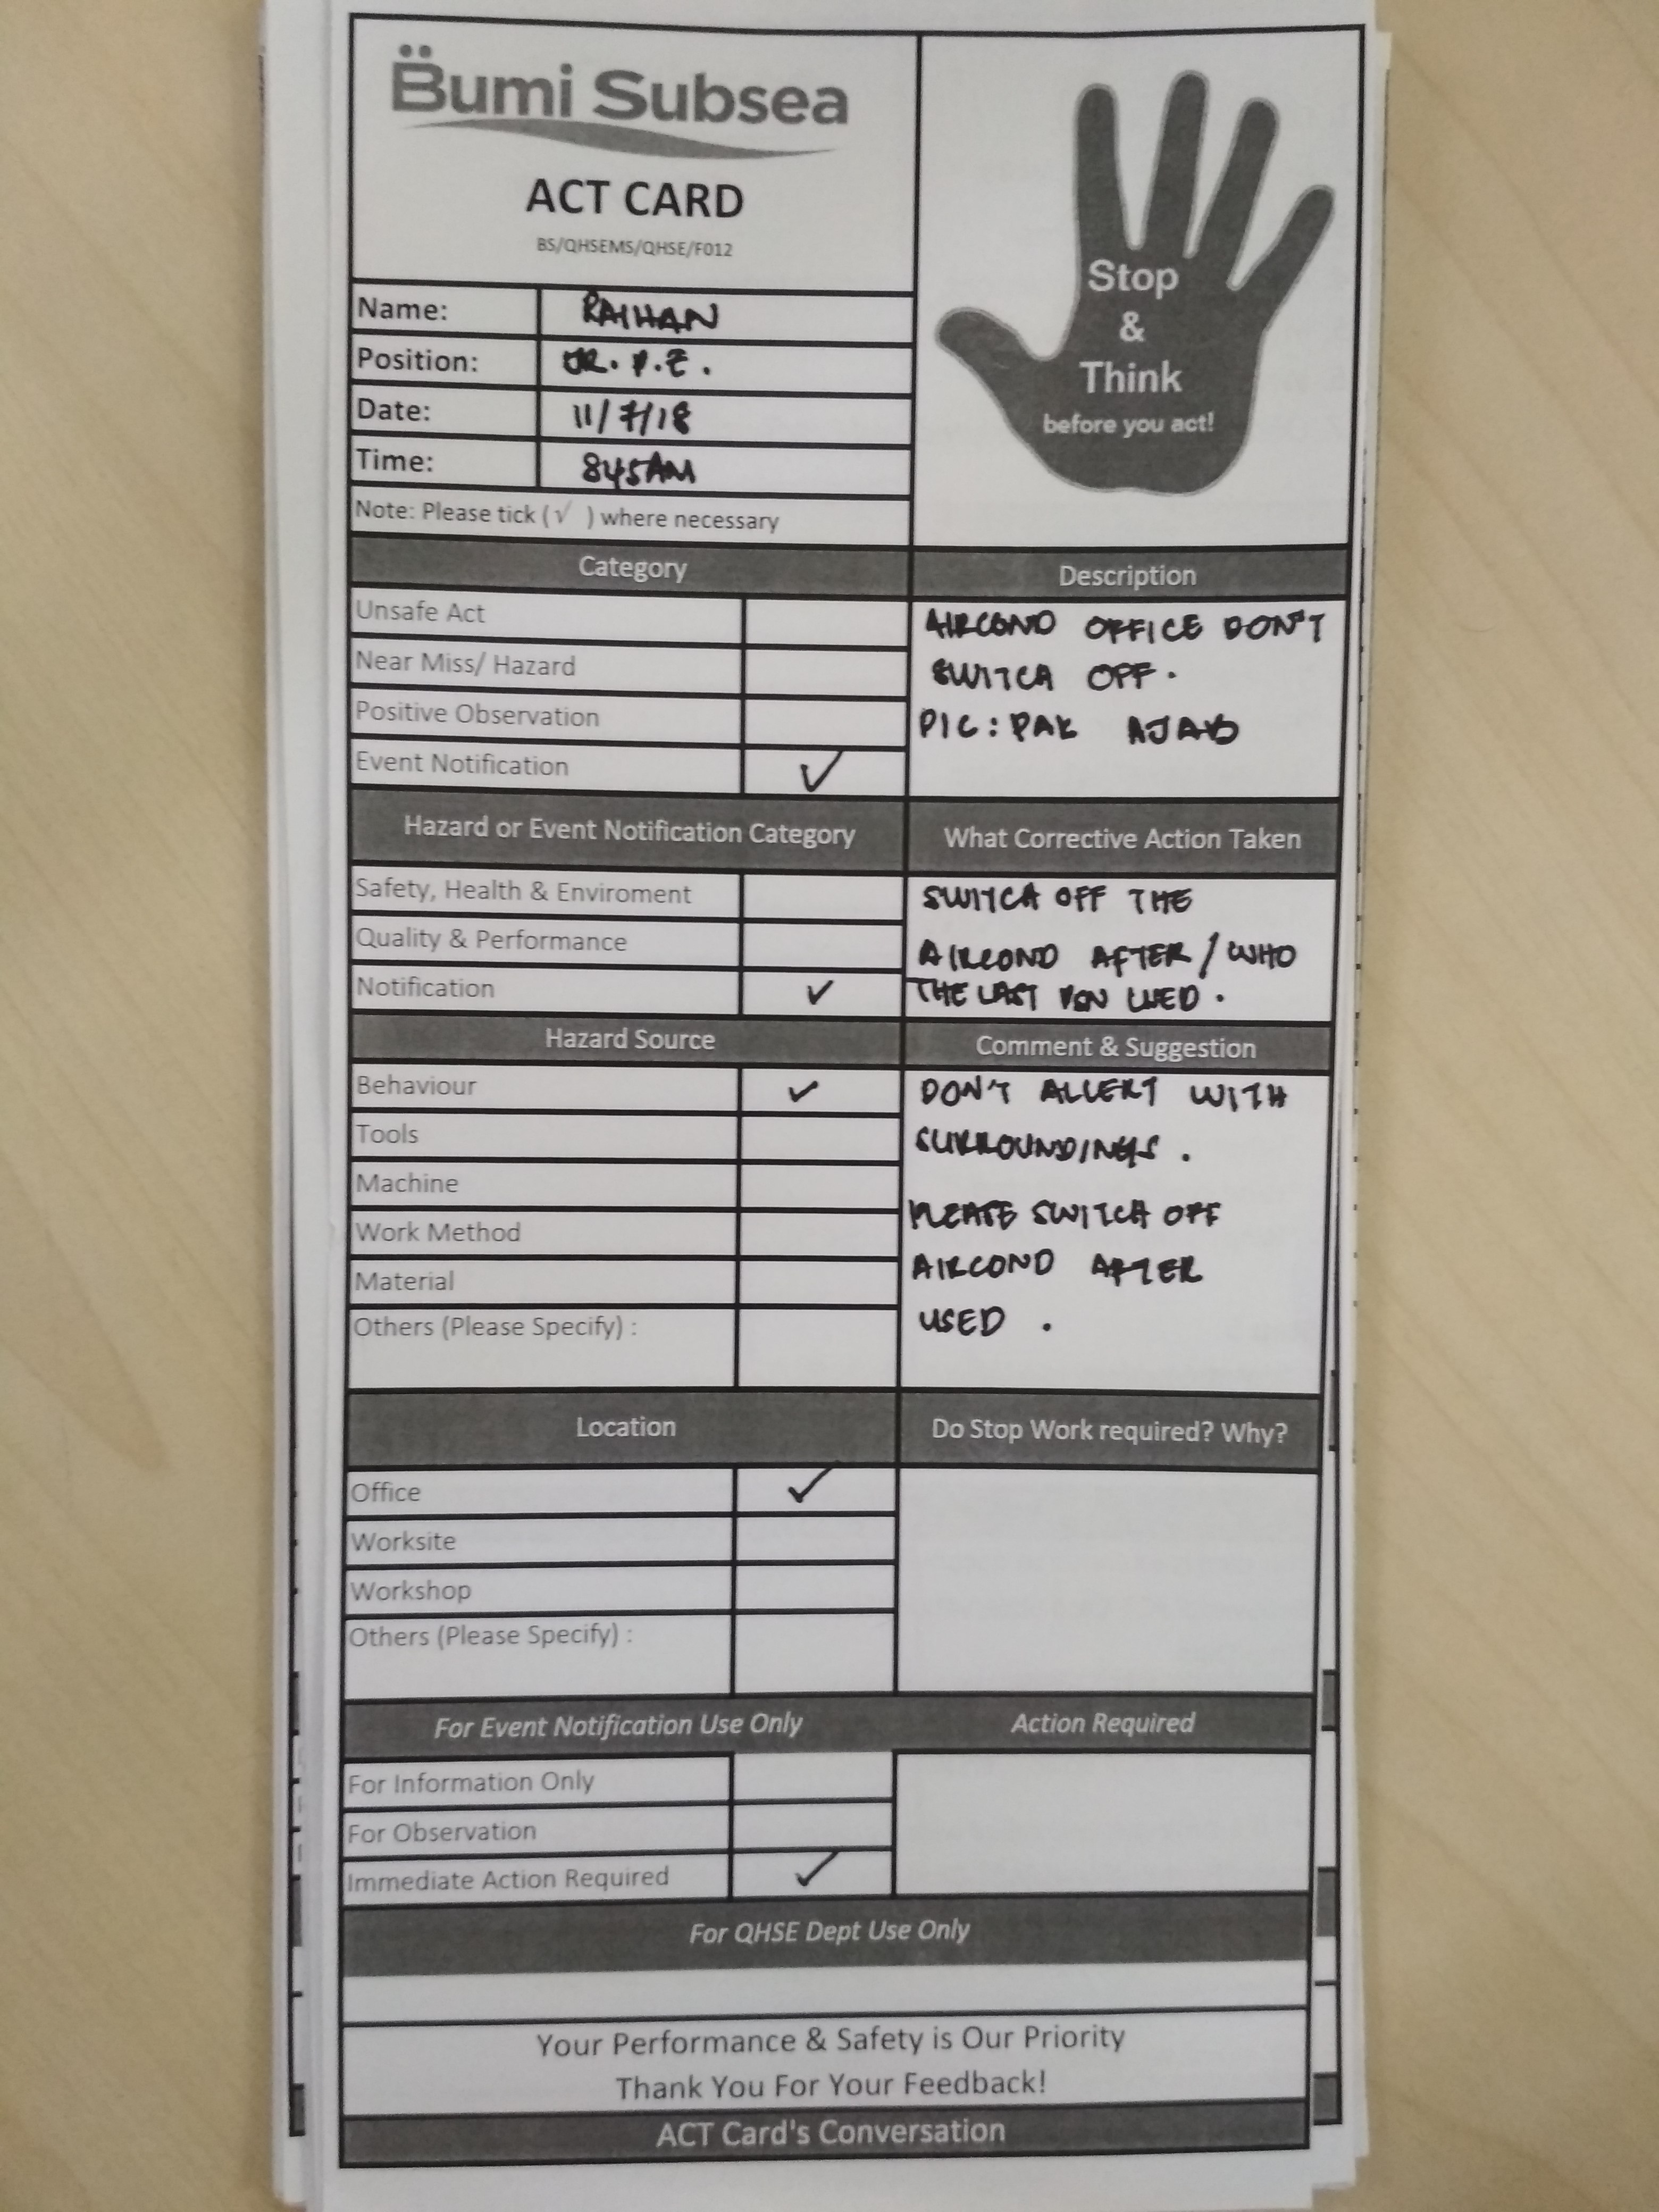 Bumi Subsea
ACT CARD
BS/QHSEMS/QHSE/F012
Stop
&
Think
before you act!
Name: RAIHAN
Position: JR. P.E.
Date: 11/7/18
Time: 845AM
Note: Please tick (√ ) where necessary
Category
Unsafe Act
Near Miss/ Hazard
Positive Observation
Event Notification ✓
Description
AIRCOND OFFICE DON'T
SWITCH OFF.
PIC: PAK AJAB
Hazard or Event Notification Category
Safety, Health & Enviroment
Quality & Performance
Notification ✓
What Corrective Action Taken
SWITCH OFF THE
AIRCOND AFTER/WHO
THE LAST USED.
Hazard Source
Behaviour ✓
Tools
Machine
Work Method
Material
Others (Please Specify) :
Comment & Suggestion
DON'T ALLERT WITH
SURROUNDINGS.
PLEASE SWITCH OFF
AIRCOND AFTER
USED.
Location
Office ✓
Worksite
Workshop
Others (Please Specify) :
Do Stop Work required? Why?
For Event Notification Use Only
For Information Only
For Observation
Immediate Action Required ✓
Action Required
For QHSE Dept Use Only
Your Performance & Safety is Our Priority
Thank You For Your Feedback!
ACT Card's Conversation